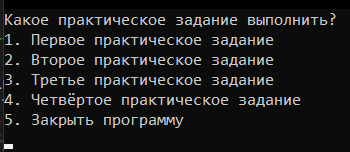 Какое практическое задание выполнить?
1. Первое практическое задание
2. Второе практическое задание
3. Третье практическое задание
4. Четвёртое практическое задание
5. Закрыть программу